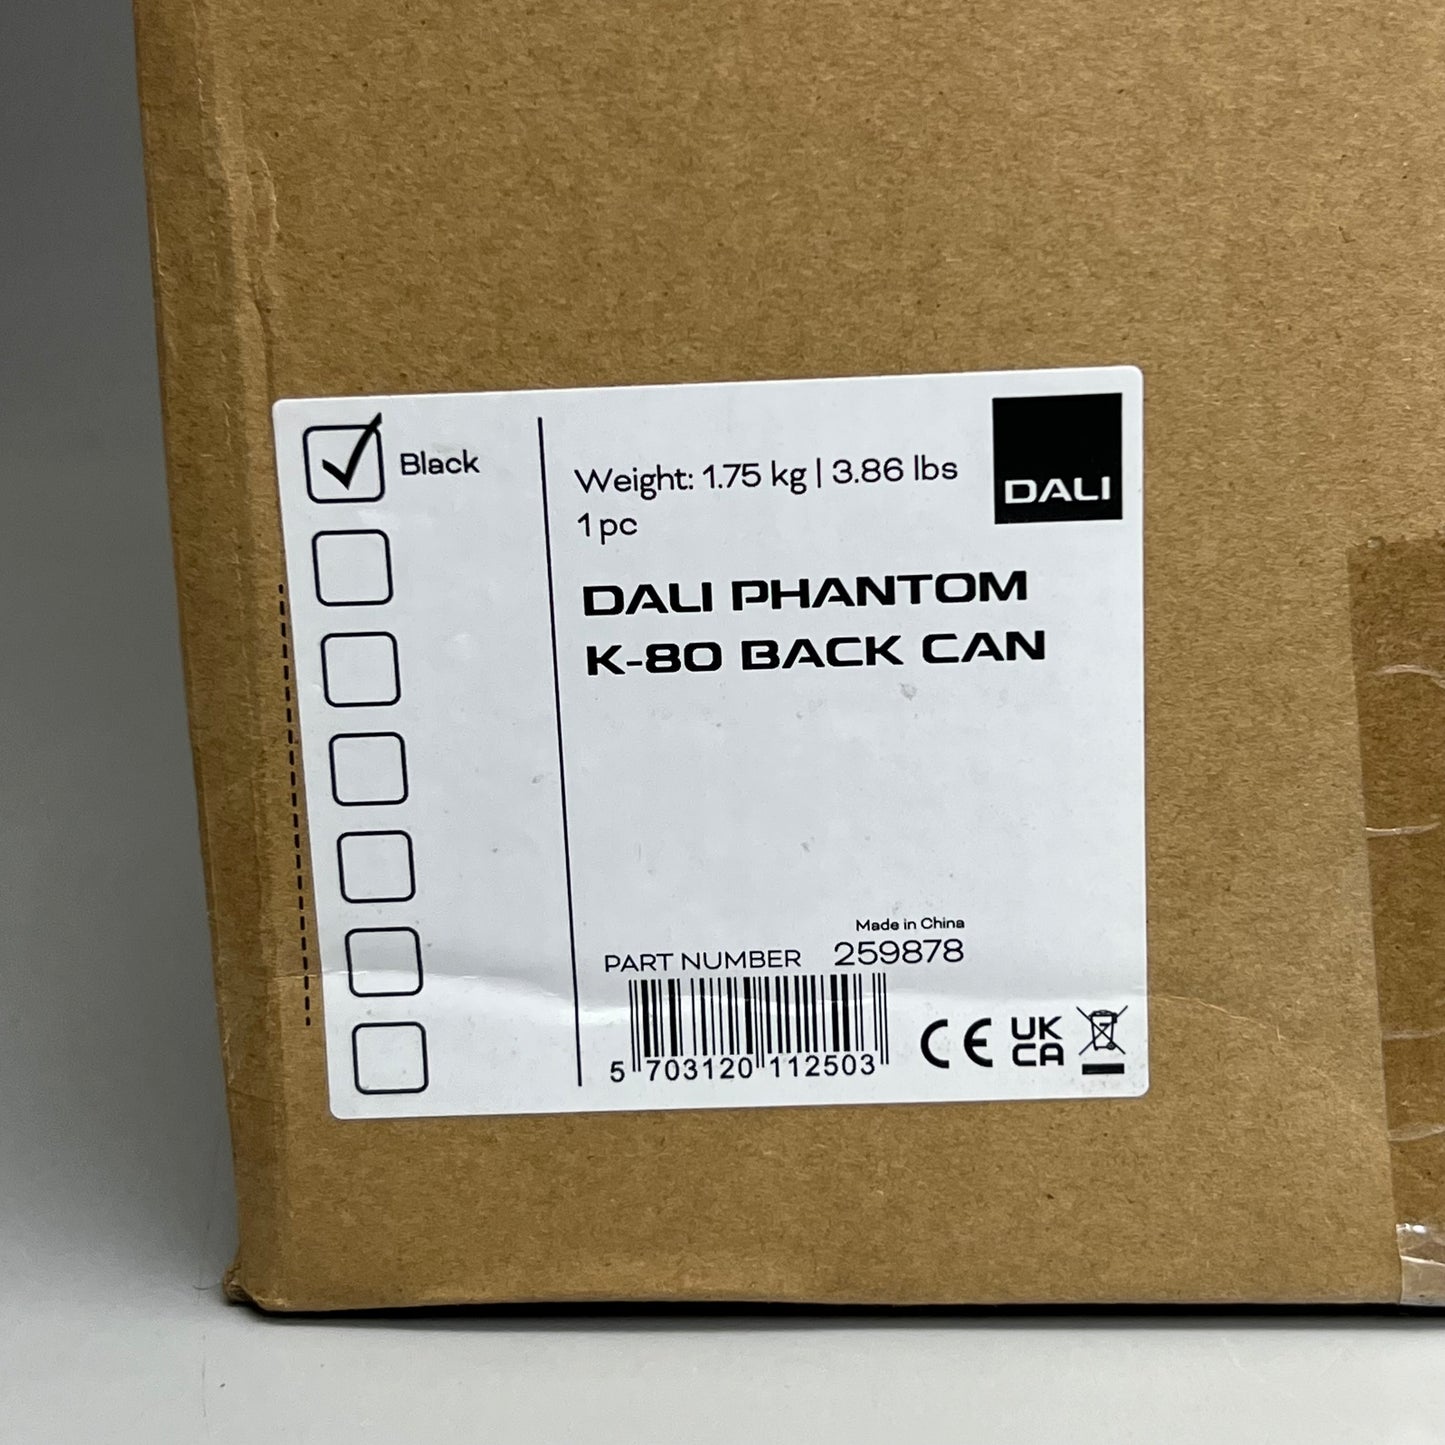 Black
Weight: 1.75 kg | 3.86 lbs
1 pc
DALI
DALI PHANTOM
K-80 BACK CAN
Made in China
PART NUMBER 259878
5 703120 112503
CE UK
CA